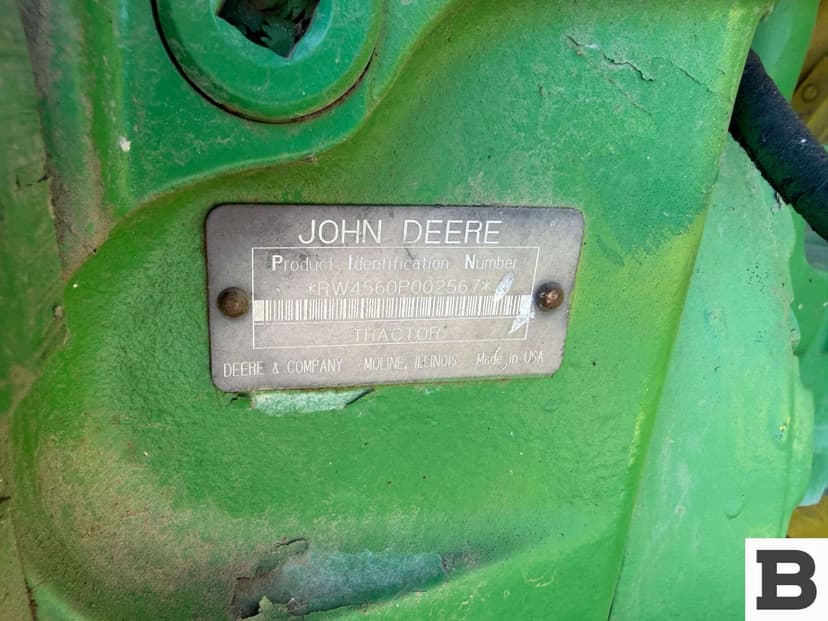 JOHN DEERE
Product Identification Number
*RW4560P002567*
TRACTOR
DEERE & COMPANY MOLINE, ILLINOIS Made in USA
B